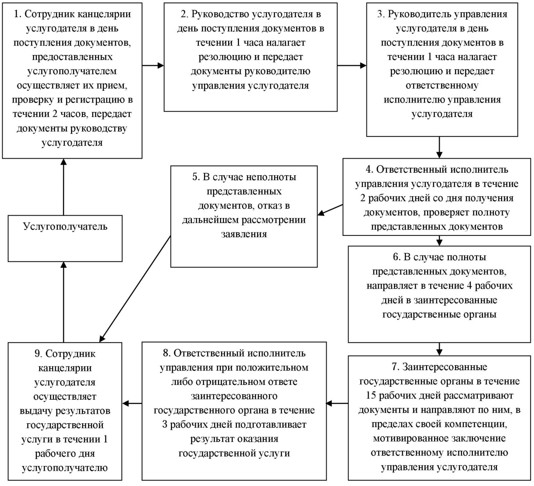 1. Сотрудник канцелярии
услугодателя в день
поступления документов,
предоставленных
услугополучателем
осуществляет их прием,
проверку и регистрацию в
течении 2 часов, передает
документы руководству
услугодателя
2. Руководство услугодателя в
день поступления документов в
течении 1 часа налагает
резолюцию и передает
документы руководителю
управления услугодателя
3. Руководитель управления
услугодателя в день
поступления документов в
течении 1 часа налагает
резолюцию и передает
ответственному
исполнителю управления
услугодателя
4. Ответственный исполнитель
управления услугодателя в течение
2 рабочих дней со дня получения
документов, проверяет полноту
представленных документов
5. В случае неполноты
представленных
документов, отказ в
дальнейшем рассмотрении
заявления
Услугополучатель
6. В случае полноты
представленных документов,
направляет в течение 4 рабочих
дней в заинтересованные
государственные органы
7. Заинтересованные
государственные органы в течение
15 рабочих дней рассматривают
документы и направляют по ним, в
пределах своей компетенции,
мотивированное заключение
ответственному исполнителю
управления услугодателя
8. Ответственный исполнитель
управления при положительном
либо отрицательном ответе
заинтересованного
государственного органа в течение
3 рабочих дней подготавливает
результат оказания
государственной услуги
9. Сотрудник
канцелярии
услугодателя
осуществляет
выдачу результатов
государственной
услуги в течении 1
рабочего дня
услугополучателю